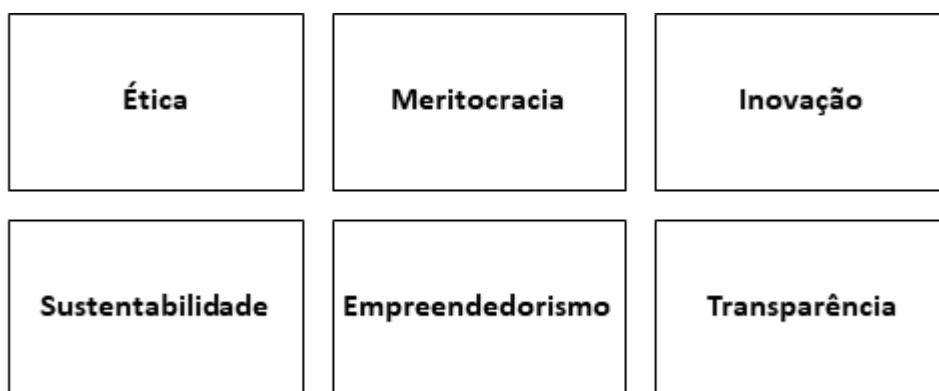 Ética
Meritocracia
Inovação
Sustentabilidade
Empreendedorismo
Transparência